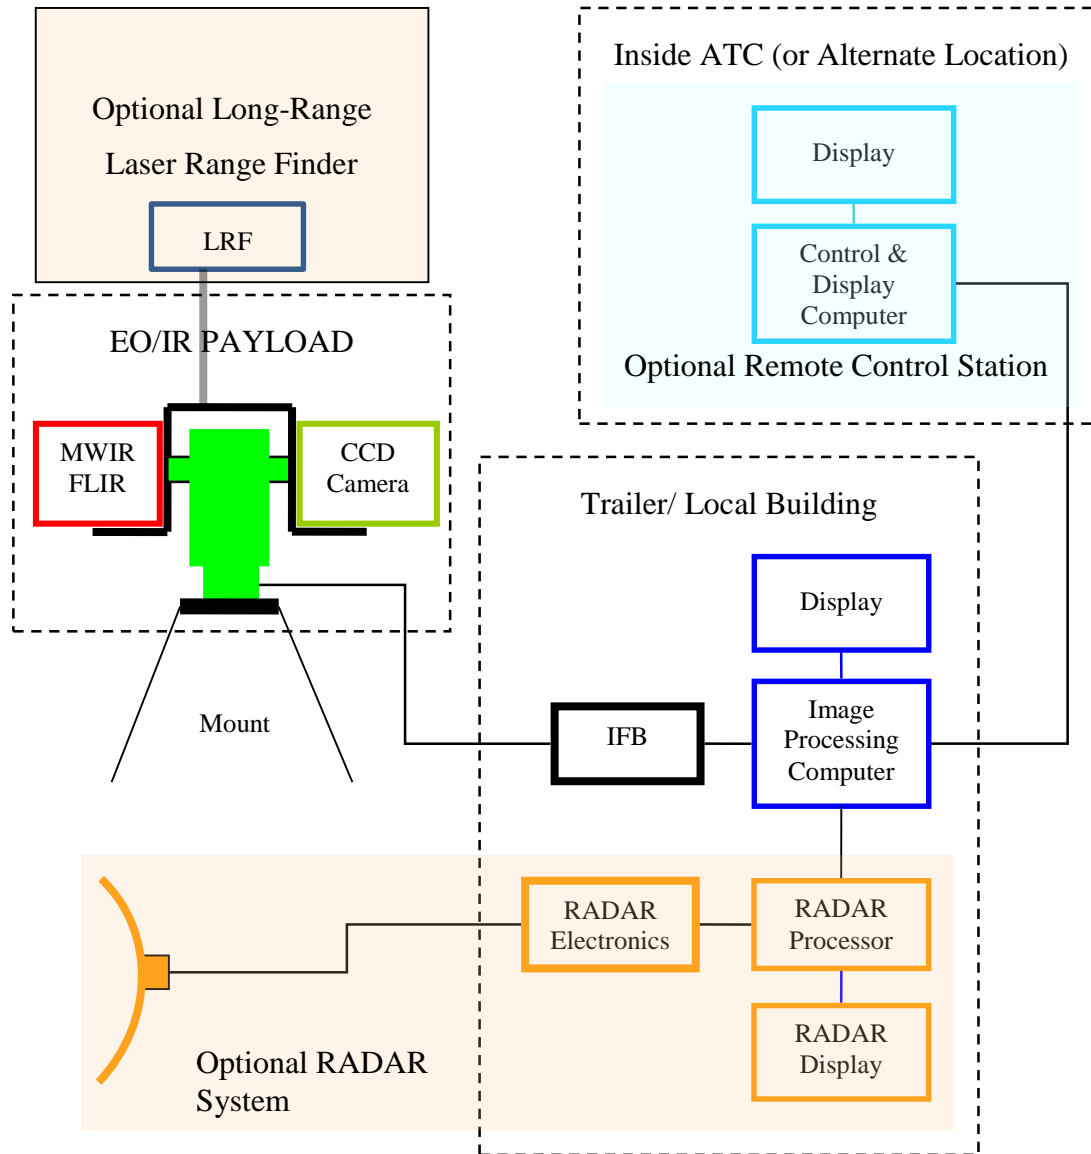 Optional Long-Range
Laser Range Finder
LRF
EO/IR PAYLOAD
MWIR
FLIR
CCD
Camera
Mount
Inside ATC (or Alternate Location)
Display
Control &
Display
Computer
Optional Remote Control Station
Trailer/ Local Building
Display
IFB
Image
Processing
Computer
RADAR
Electronics
RADAR
Processor
RADAR
Display
Optional RADAR
System